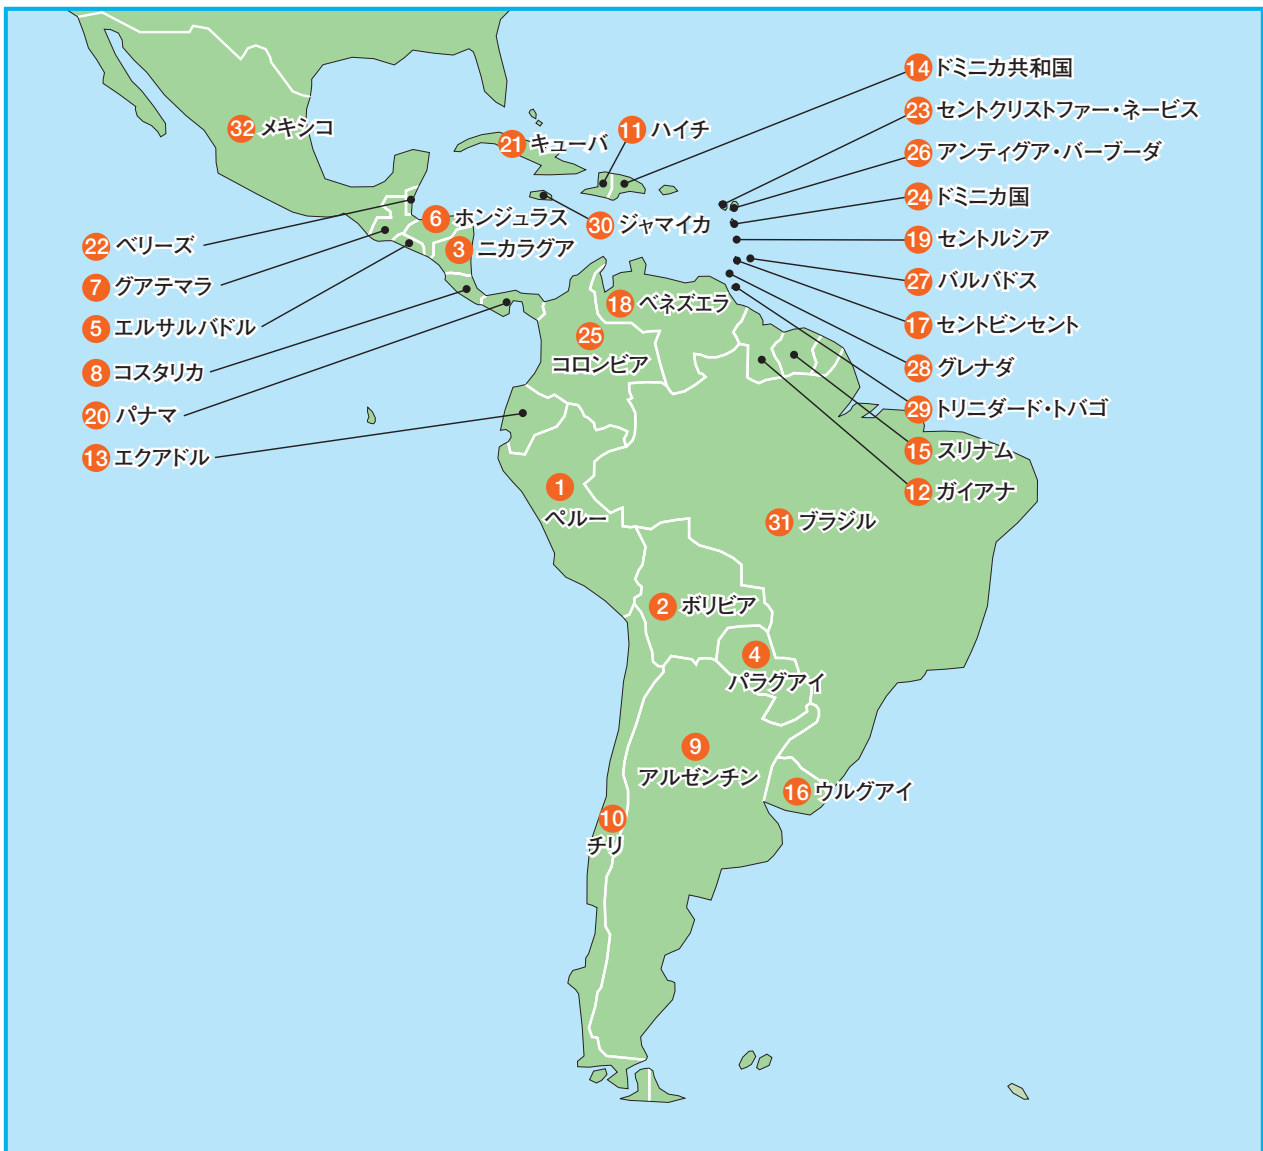 14 ドミニカ共和国
23 セントクリストファー・ネービス
32 メキシコ
21 キューバ
11 ハイチ
26 アンティグア・バーブーダ
24 ドミニカ国
6 ホンジュラス
30 ジャマイカ
19 セントルシア
22 ベリーズ
3 ニカラグア
7 グアテマラ
27 バルバドス
18 ベネズエラ
5 エルサルバドル
17 セントビンセント
25
コロンビア
8 コスタリカ
28 グレナダ
20 パナマ
29 トリニダード・トバゴ
13 エクアドル
15 スリナム
1
ペルー
12 ガイアナ
31 ブラジル
2 ボリビア
4
パラグアイ
9
アルゼンチン
16 ウルグアイ
10
チリ